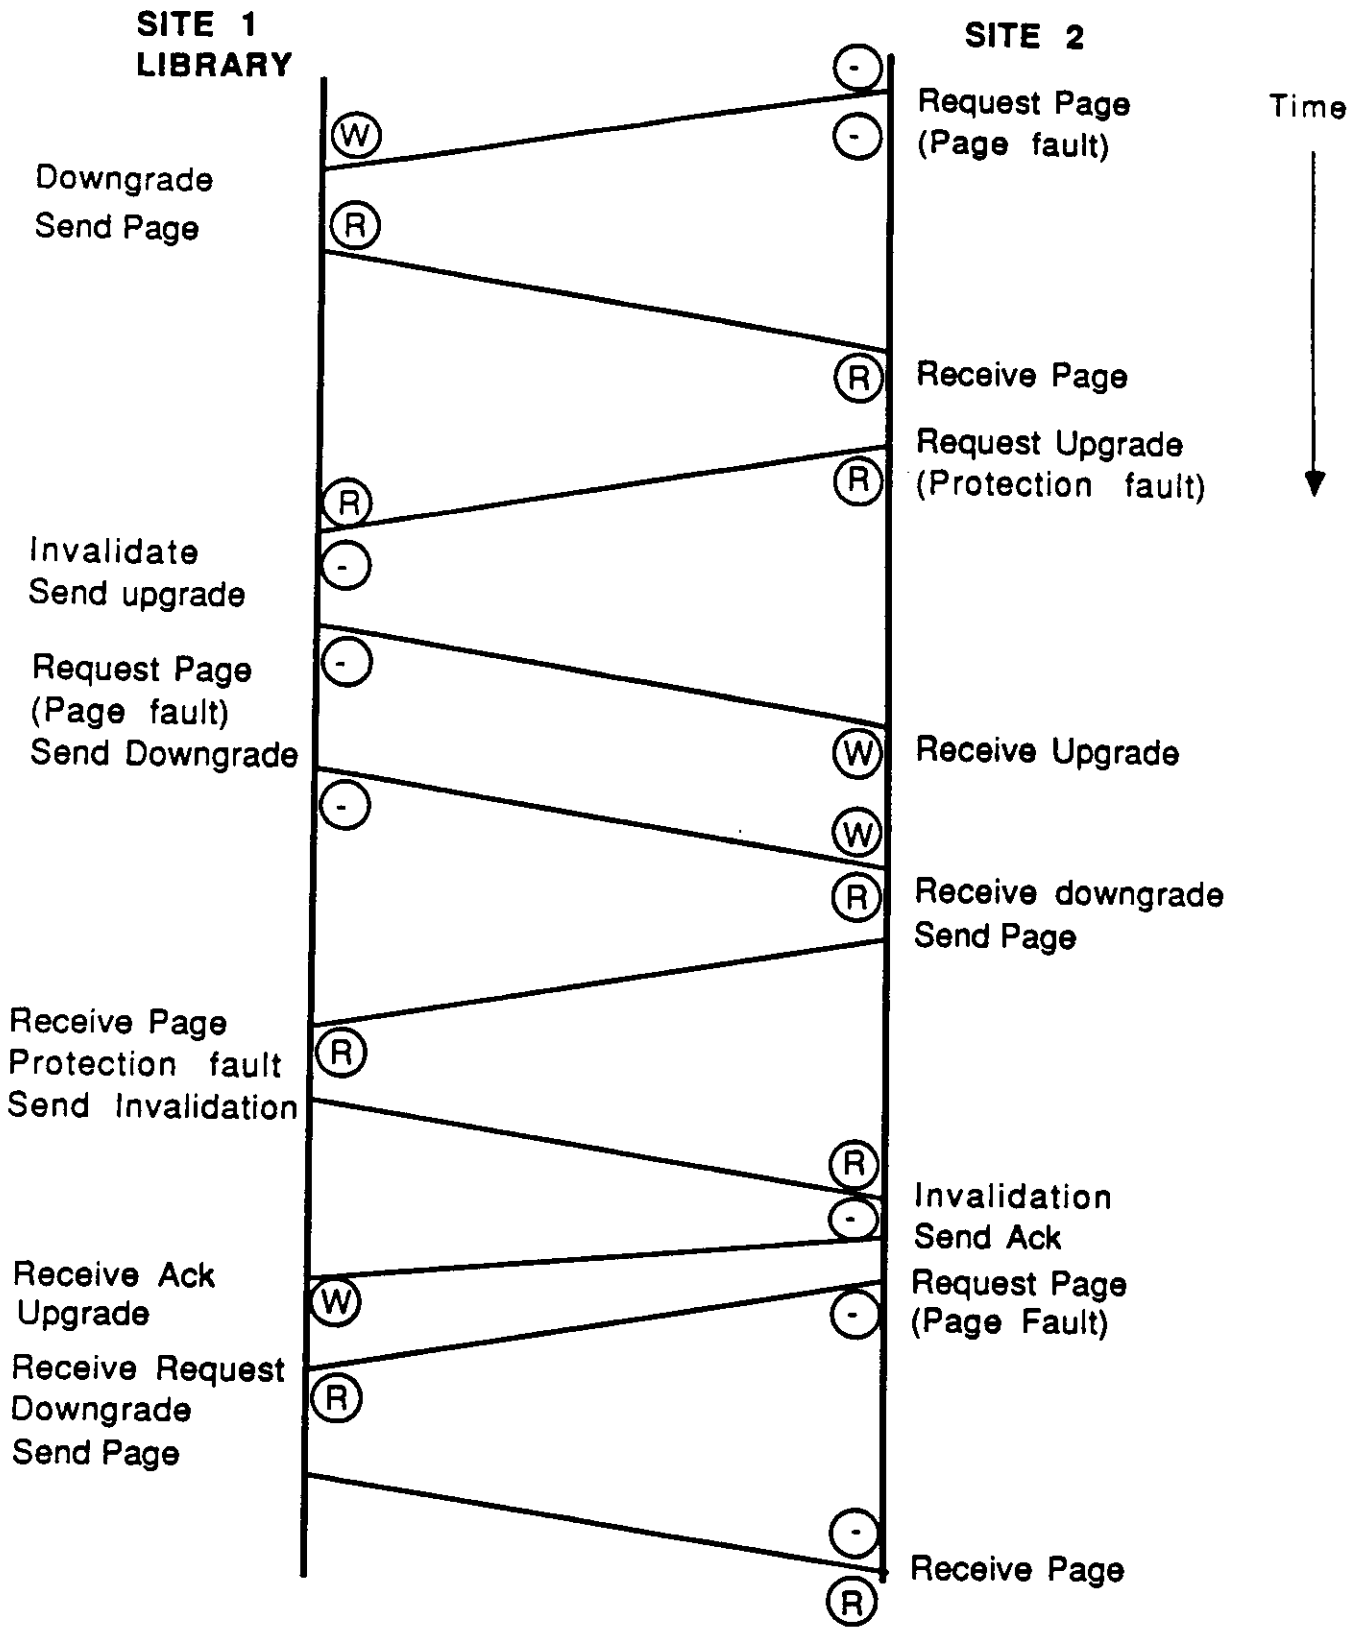 SITE 1
LIBRARY
SITE 2
Time
-
Request Page
(Page fault)
-
W
Downgrade
Send Page
R
R
Receive Page
Request Upgrade
(Protection fault)
R
R
Invalidate
Send upgrade
-
Request Page
(Page fault)
Send Downgrade
-
W
Receive Upgrade
-
W
R
Receive downgrade
Send Page
Receive Page
Protection fault
Send Invalidation
R
R
Invalidation
Send Ack
-
Receive Ack
Upgrade
W
Request Page
(Page Fault)
-
Receive Request
Downgrade
Send Page
R
-
Receive Page
R